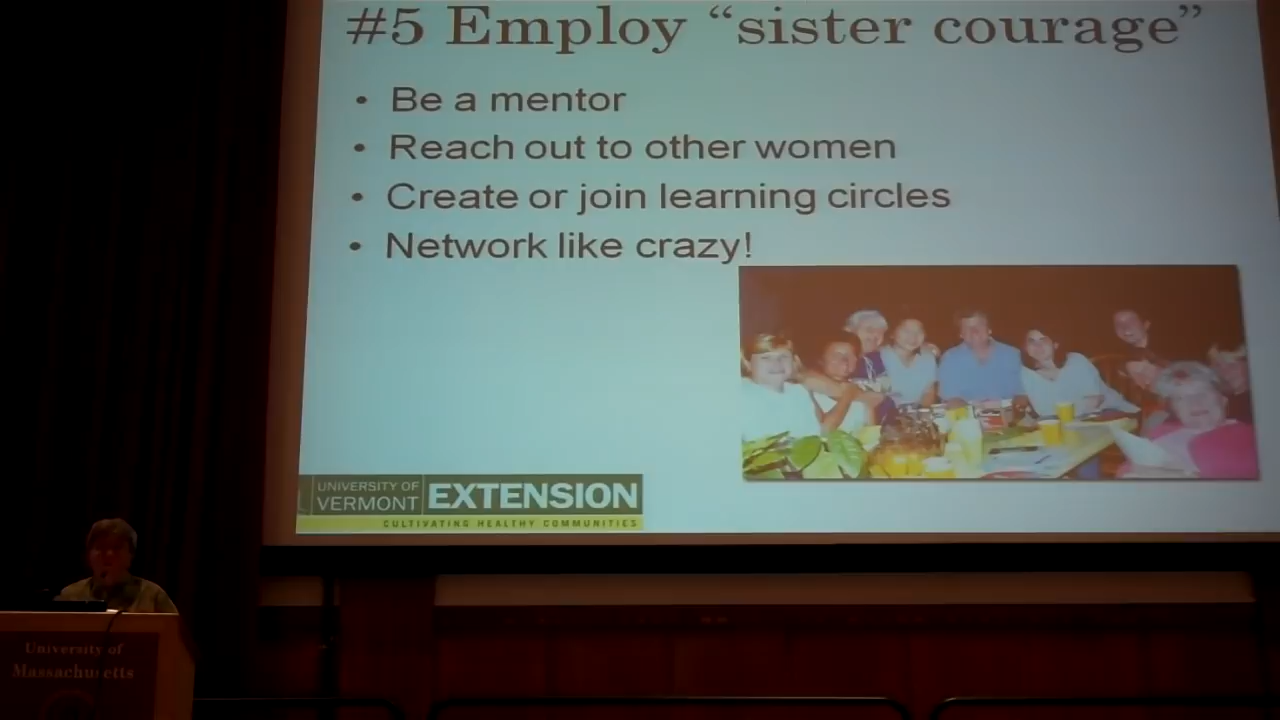 #5 Employ “sister courage”
• Be a mentor
• Reach out to other women
• Create or join learning circles
• Network like crazy!
UNIVERSITY OF
VERMONT
EXTENSION
CULTIVATING HEALTHY COMMUNITIES
University of
Massachusetts